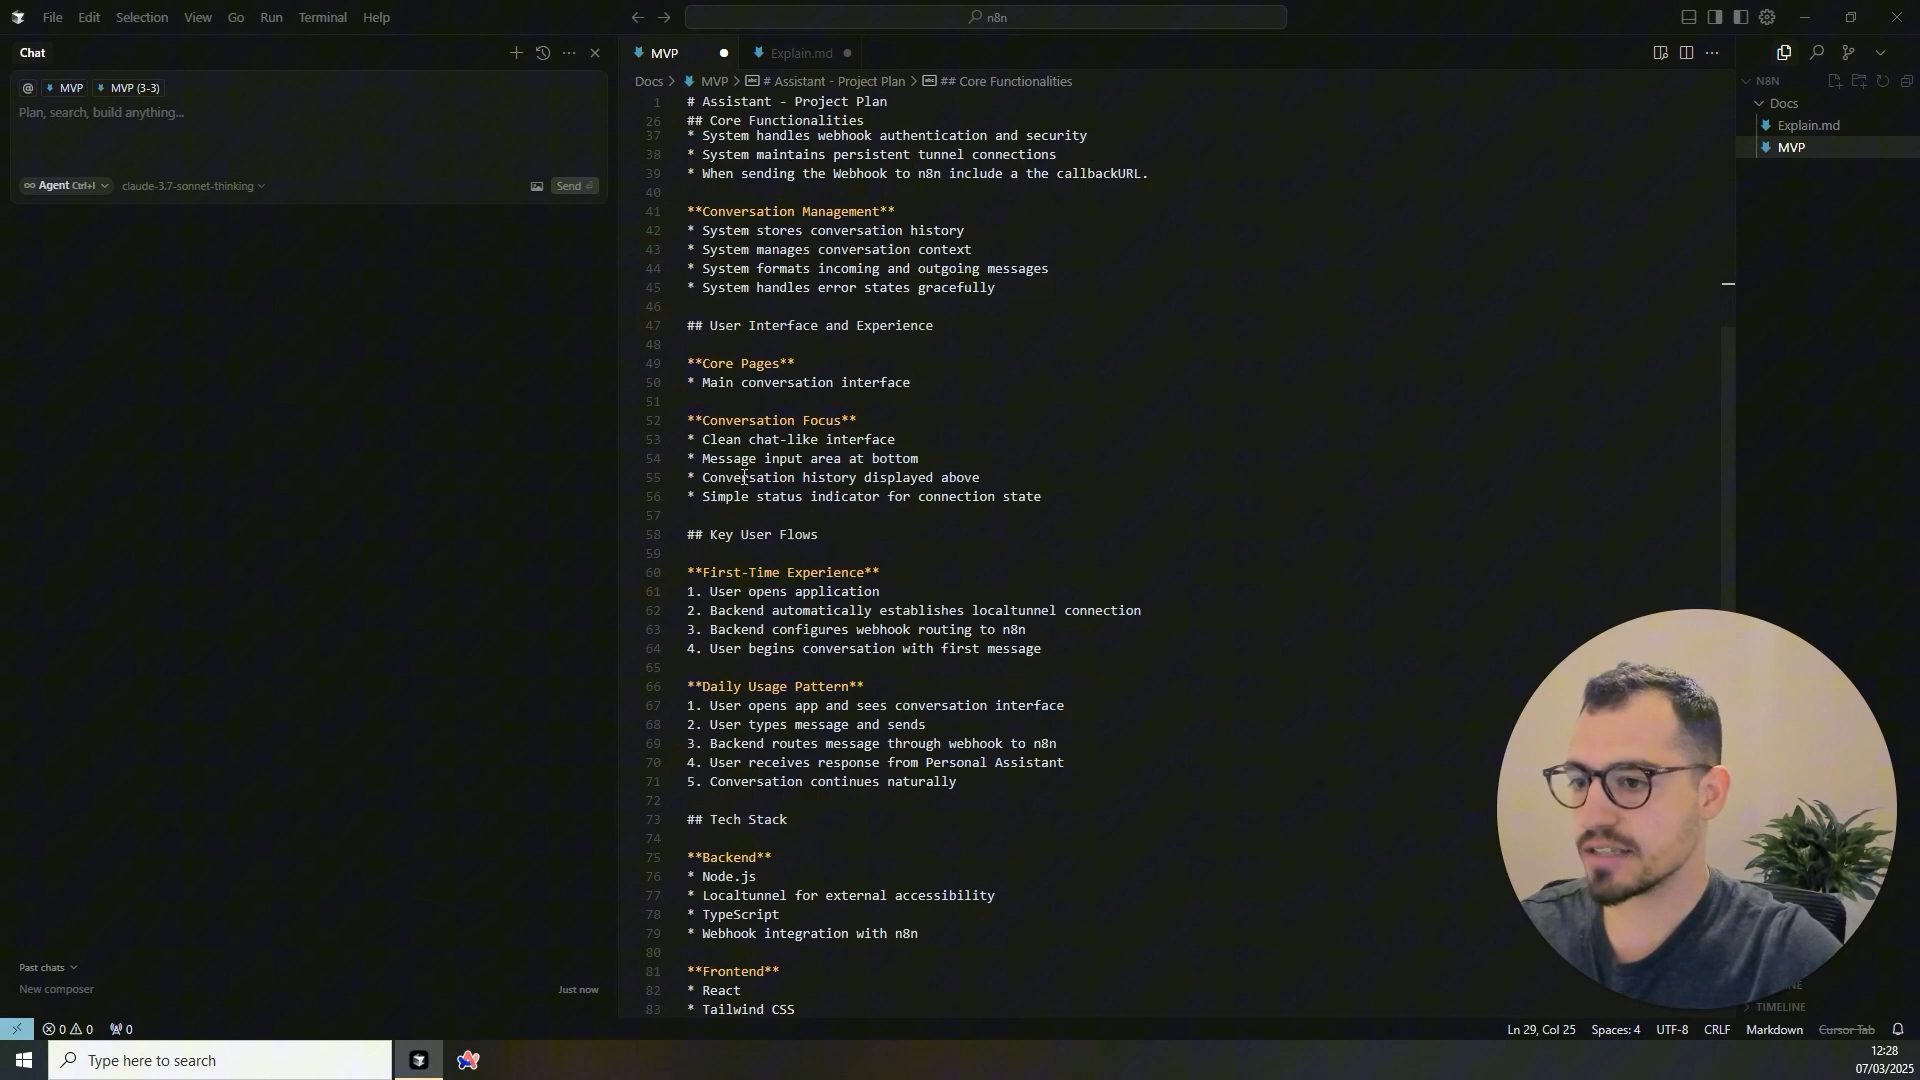 File Edit Selection View Go Run Terminal Help
n8n
Chat
MVP
Explain.md
@ MVP MVP (3-3)
Plan, search, build anything...
Agent Ctrl+I claude-3.7-sonnet-thinking
Send
Past chats
New composer Just now
Docs > MVP > # Assistant - Project Plan > ## Core Functionalities
1 # Assistant - Project Plan
26 ## Core Functionalities
37 * System handles webhook authentication and security
38 * System maintains persistent tunnel connections
39 * When sending the Webhook to n8n include a the callbackURL.
40
41 **Conversation Management**
42 * System stores conversation history
43 * System manages conversation context
44 * System formats incoming and outgoing messages
45 * System handles error states gracefully
46
47 ## User Interface and Experience
48
49 **Core Pages**
50 * Main conversation interface
51
52 **Conversation Focus**
53 * Clean chat-like interface
54 * Message input area at bottom
55 * Conversation history displayed above
56 * Simple status indicator for connection state
57
58 ## Key User Flows
59
60 **First-Time Experience**
61 1. User opens application
62 2. Backend automatically establishes localtunnel connection
63 3. Backend configures webhook routing to n8n
64 4. User begins conversation with first message
65
66 **Daily Usage Pattern**
67 1. User opens app and sees conversation interface
68 2. User types message and sends
69 3. Backend routes message through webhook to n8n
70 4. User receives response from Personal Assistant
71 5. Conversation continues naturally
72
73 ## Tech Stack
74
75 **Backend**
76 * Node.js
77 * Localtunnel for external accessibility
78 * TypeScript
79 * Webhook integration with n8n
80
81 **Frontend**
82 * React
83 * Tailwind CSS
N8N
Docs
Explain.md
MVP
TIMELINE
0 0 0
Ln 29, Col 25 Spaces: 4 UTF-8 CRLF Markdown Cursor Tab
Type here to search
12:28
07/03/2025